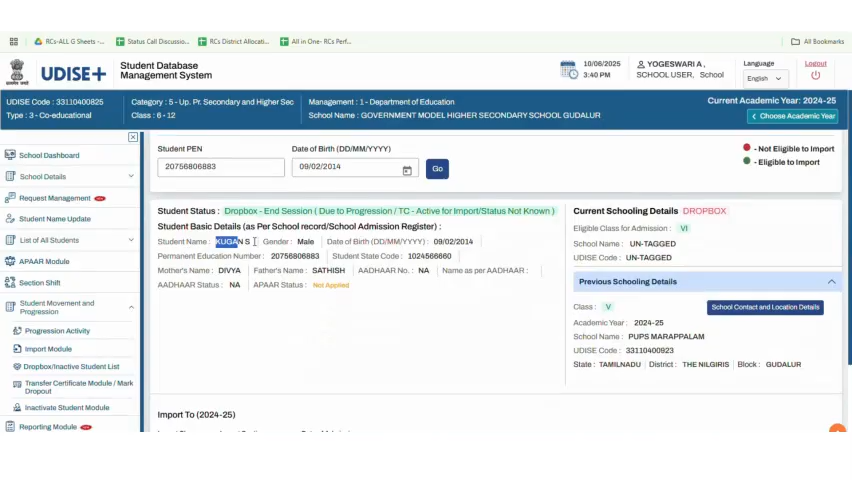 RCs-ALL G Sheets -...
Status Call Discussio...
RCs District Allocati...
All in One- RCs Perf...
All Bookmarks
UDISE+
Student Database
Management System
10/06/2025
3:40 PM
YOGESWARI A ,
SCHOOL USER, School
Language
English
Logout
UDISE Code : 33110400825
Type : 3 - Co-educational
Category : 5 - Up. Pr. Secondary and Higher Sec
Class : 6 - 12
Management : 1 - Department of Education
School Name : GOVERNMENT MODEL HIGHER SECONDARY SCHOOL GUDALUR
Current Academic Year: 2024-25
Choose Academic Year
School Dashboard
School Details
Request Management
Student Name Update
List of All Students
APAAR Module
Section Shift
Student Movement and
Progression
Progression Activity
Import Module
Dropbox/Inactive Student List
Transfer Certificate Module / Mark
Dropout
Inactivate Student Module
Reporting Module
Student PEN
20756806883
Date of Birth (DD/MM/YYYY)
09/02/2014
Go
- Not Eligible to Import
- Eligible to Import
Student Status : Dropbox - End Session ( Due to Progression / TC - Active for Import/Status Not Known )
Student Basic Details (as Per School record/School Admission Register) :
Student Name : KUGAN S Gender : Male Date of Birth (DD/MM/YYYY) : 09/02/2014
Permanent Education Number : 20756806883 Student State Code : 1024566660
Mother's Name : DIVYA Father's Name : SATHISH AADHAAR No. : NA Name as per AADHAAR :
AADHAAR Status : NA APAAR Status : Not Applied
Current Schooling Details DROPBOX
Eligible Class for Admission : VI
School Name : UN-TAGGED
UDISE Code : UN-TAGGED
Previous Schooling Details
Class : V
School Contact and Location Details
Academic Year : 2024-25
School Name : PUPS MARAPPALAM
UDISE Code : 33110400923
State : TAMILNADU District : THE NILGIRIS Block : GUDALUR
Import To (2024-25)